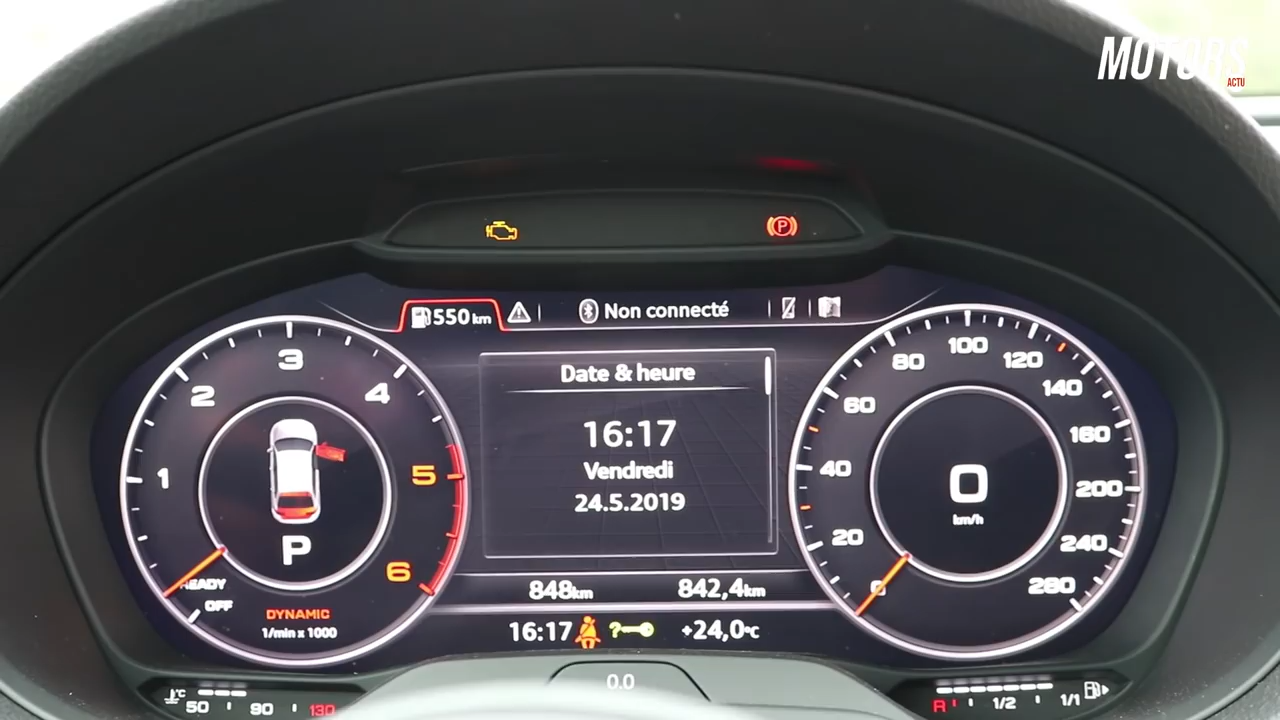 MOTORS
ACTU
P
550 km
Non connecté
Date & heure
16:17
Vendredi
24.5.2019
848km
842,4km
16:17
?
+24,0°C
1
2
3
4
5
6
P
READY
OFF
DYNAMIC
1/min x 1000
0
20
40
60
80
100
120
140
160
200
240
280
0
km/h
0.0
°C
50
90
130
R
1/2
1/1